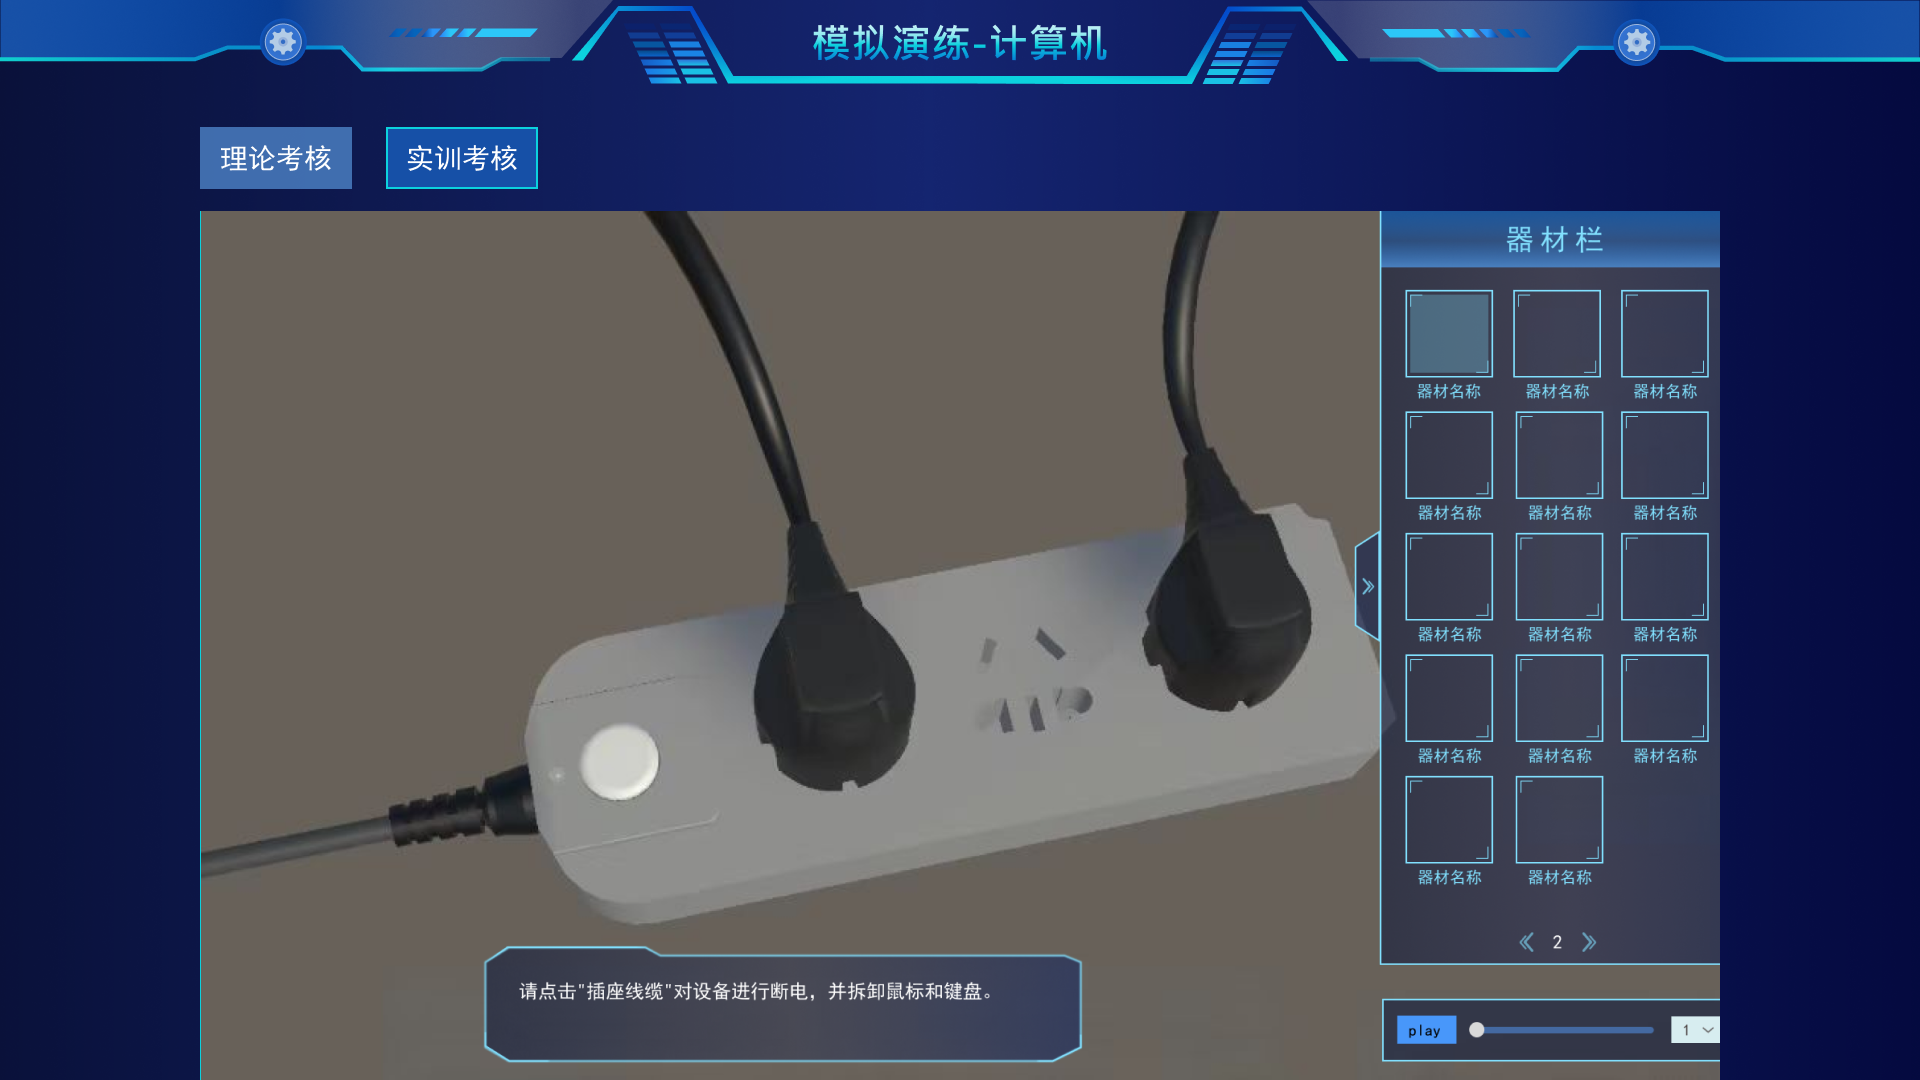 模拟演练-计算机
理论考核
实训考核
器材栏
器材名称 器材名称 器材名称
器材名称 器材名称 器材名称
器材名称 器材名称 器材名称
器材名称 器材名称 器材名称
器材名称 器材名称
2
请点击"插座线缆"对设备进行断电，并拆卸鼠标和键盘。
play
1